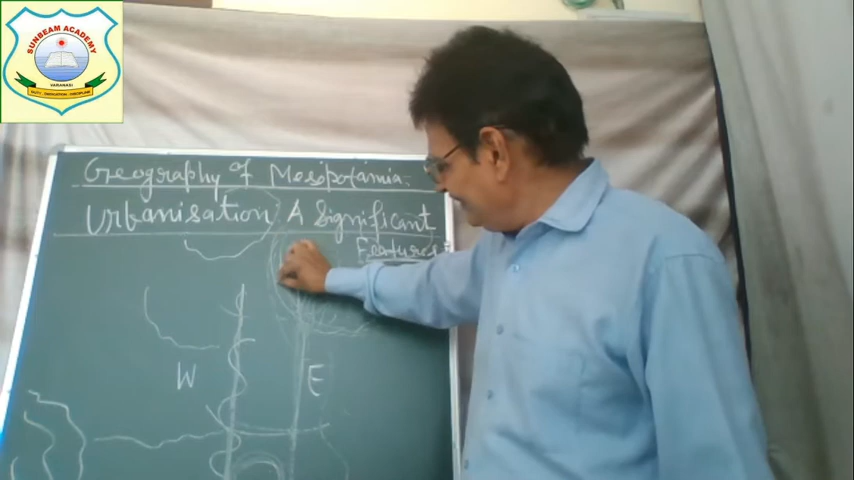 SUNBEAM ACADEMY
VARANASI
Geography of Mesopotamia.
Urbanisation A Significant
Features
W E